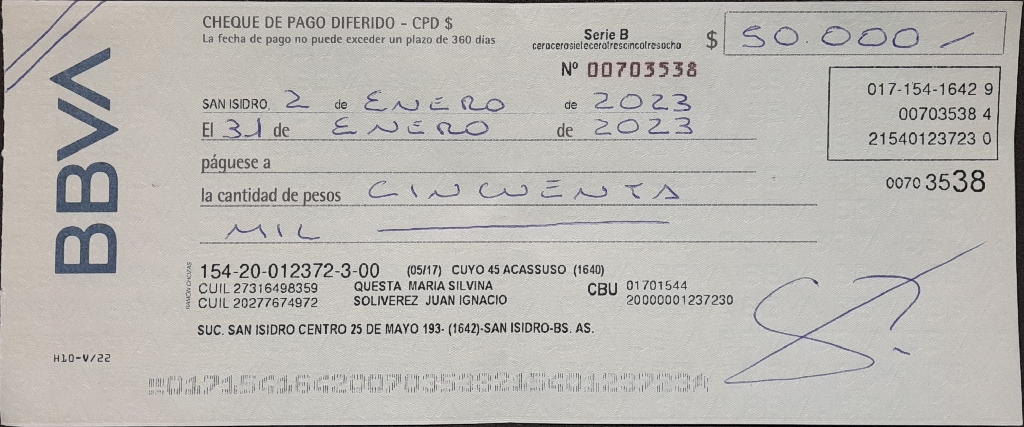 BBVA
CHEQUE DE PAGO DIFERIDO - CPD $
La fecha de pago no puede exceder un plazo de 360 días
Serie B
cerocerosietecerotrescincotresocho
Nº 00703538
$ 50.000/
017-154-1642 9
00703538 4
21540123723 0
0070 3538
SAN ISIDRO, 2 de ENERO de 2023
El 31 de ENERO de 2023
páguese a
la cantidad de pesos CINCUENTA
MIL
RAMON CHOZAS
154-20-012372-3-00 (05/17) CUYO 45 ACASSUSO (1640)
CUIL 27316498359 QUESTA MARIA SILVINA CBU 01701544
CUIL 20277674972 SOLIVEREZ JUAN IGNACIO 20000001237230
SUC. SAN ISIDRO CENTRO 25 DE MAYO 193- (1642)-SAN ISIDRO-BS. AS.
H10-V/22